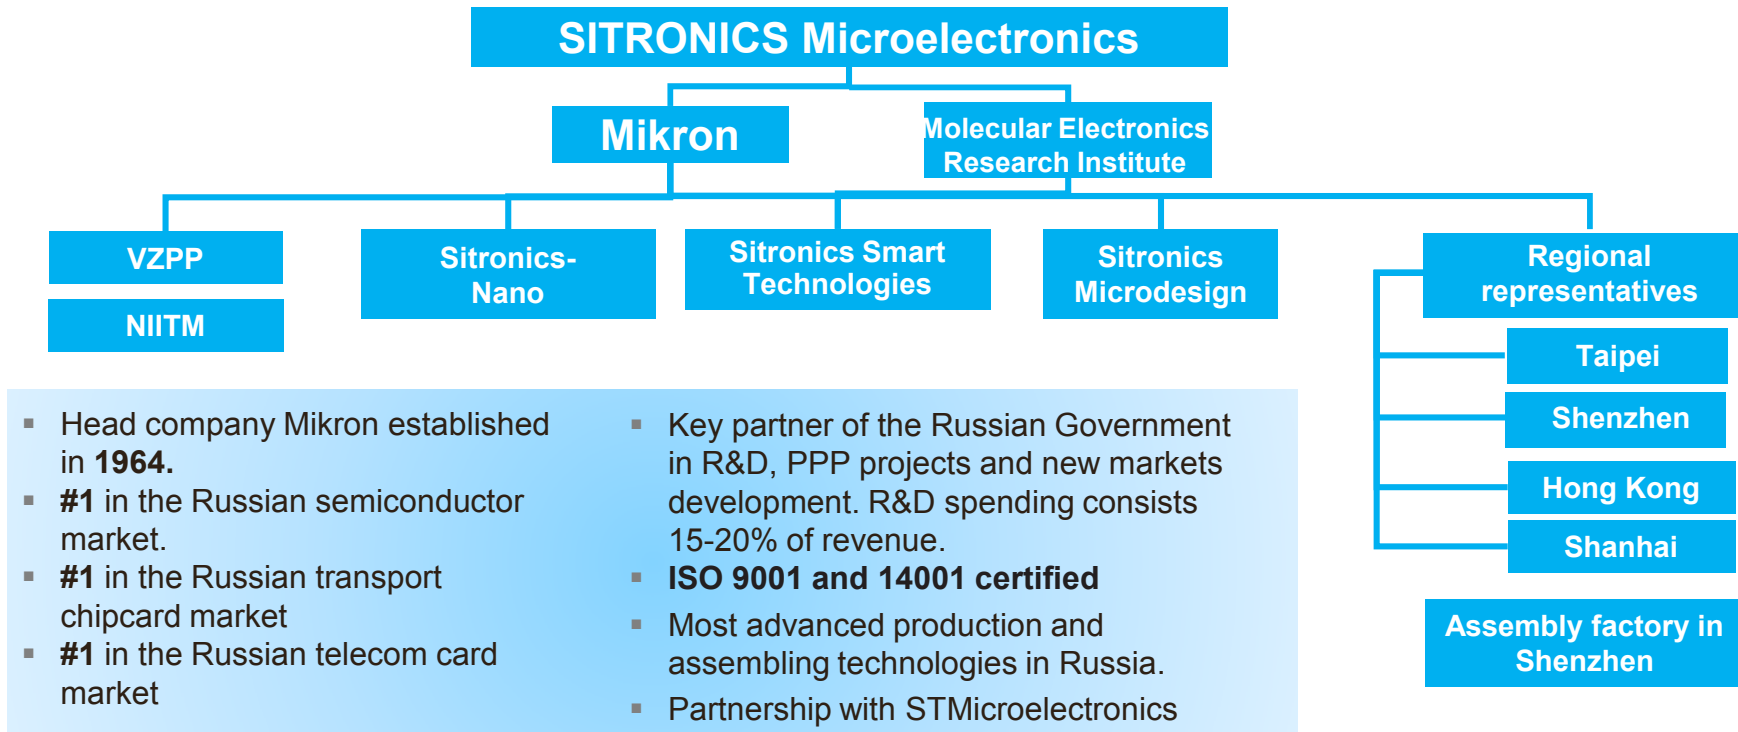 SITRONICS Microelectronics
Mikron
Molecular Electronics
Research Institute
VZPP
NIITM
Sitronics-
Nano
Sitronics Smart
Technologies
Sitronics
Microdesign
Regional
representatives
Taipei
Shenzhen
Hong Kong
Shanhai
Assembly factory in
Shenzhen
▪ Head company Mikron established
in 1964.
▪ #1 in the Russian semiconductor
market.
▪ #1 in the Russian transport
chipcard market
▪ #1 in the Russian telecom card
market
▪ Key partner of the Russian Government
in R&D, PPP projects and new markets
development. R&D spending consists
15-20% of revenue.
▪ ISO 9001 and 14001 certified
▪ Most advanced production and
assembling technologies in Russia.
▪ Partnership with STMicroelectronics